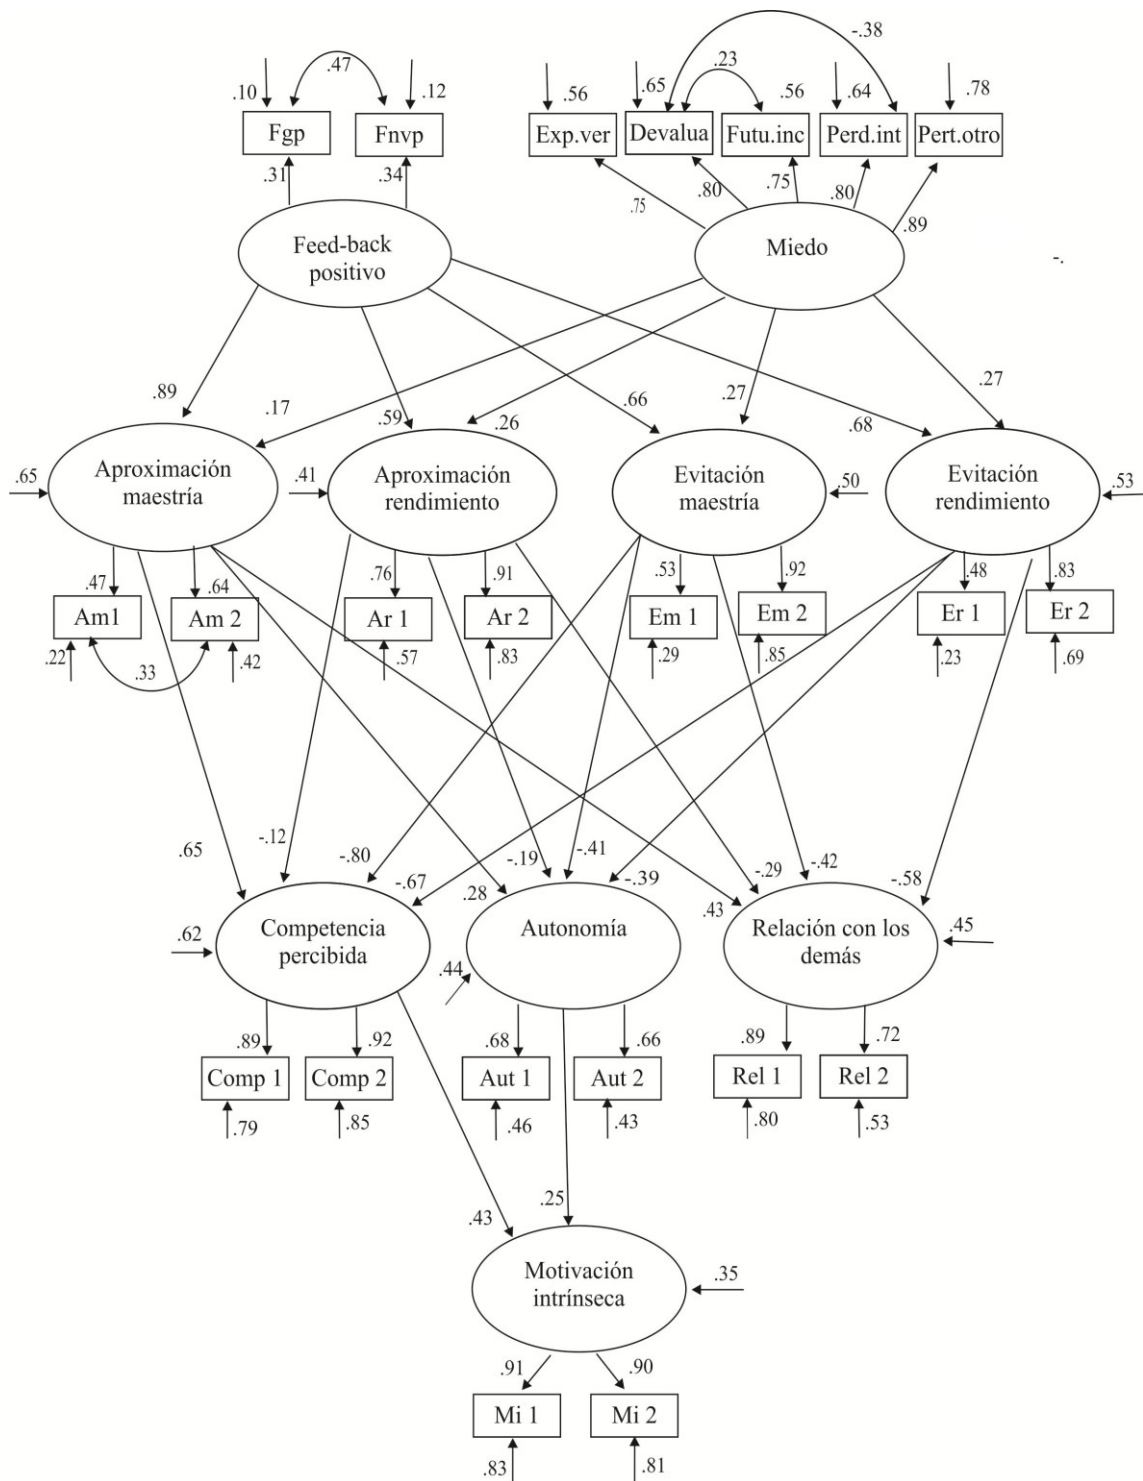 -.38
.47
.23
.10
.12
.56
.65
.56
.64
.78
Fgp
Fnvp
Exp.ver
Devalua
Futu.inc
Perd.int
Pert.otro
.31
.34
.75
.80
.75
.80
.89
Feed-back
positivo
Miedo
-.
.89
.17
.59
.26
.66
.27
.68
.27
.65
Aproximación
maestría
.41
Aproximación
rendimiento
Evitación
maestría
.50
Evitación
rendimiento
.53
.47
.64
.76
.91
.53
.92
.48
.83
Am1
Am 2
Ar 1
Ar 2
Em 1
Em 2
Er 1
Er 2
.22
.33
.42
.57
.83
.29
.85
.23
.69
.65
-.12
-.80
-.67
.28
-.19
-.41
-.39
.43
-.29
-.42
-.58
.62
Competencia
percibida
.44
Autonomía
Relación con los
demás
.45
.89
.92
.68
.66
.89
.72
Comp 1
Comp 2
Aut 1
Aut 2
Rel 1
Rel 2
.79
.85
.46
.43
.80
.53
.43
.25
Motivación
intrínseca
.35
.91
.90
Mi 1
Mi 2
.83
.81